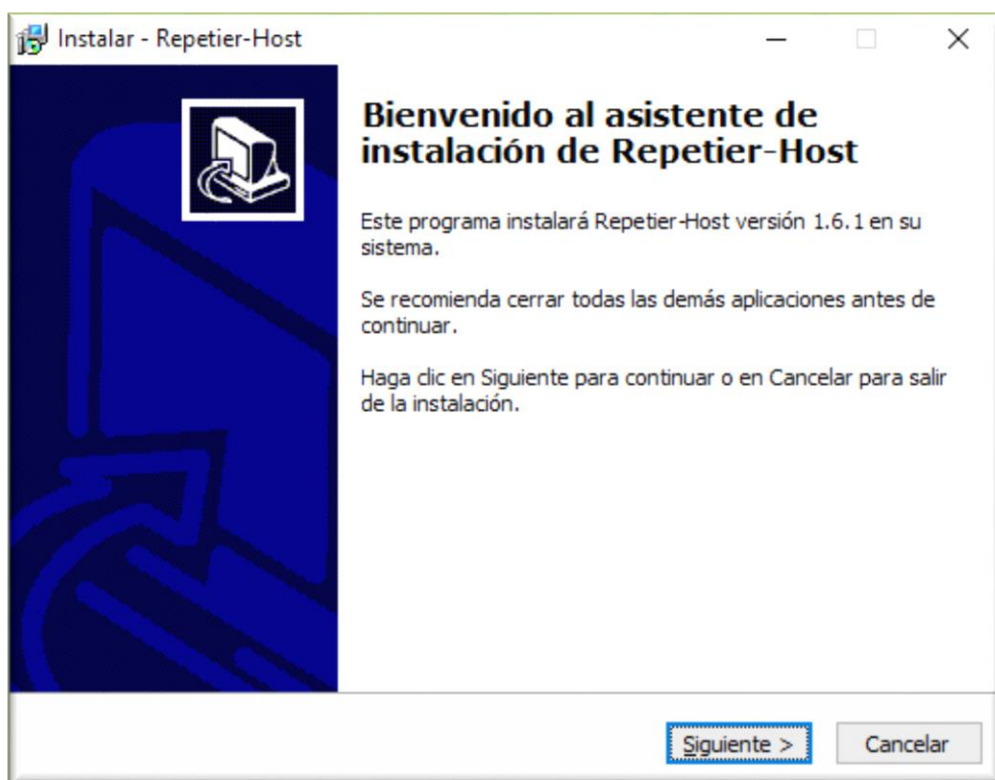 Instalar - Repetier-Host
Bienvenido al asistente de
instalación de Repetier-Host
Este programa instalará Repetier-Host versión 1.6.1 en su
sistema.
Se recomienda cerrar todas las demás aplicaciones antes de
continuar.
Haga clic en Siguiente para continuar o en Cancelar para salir
de la instalación.
Siguiente >
Cancelar